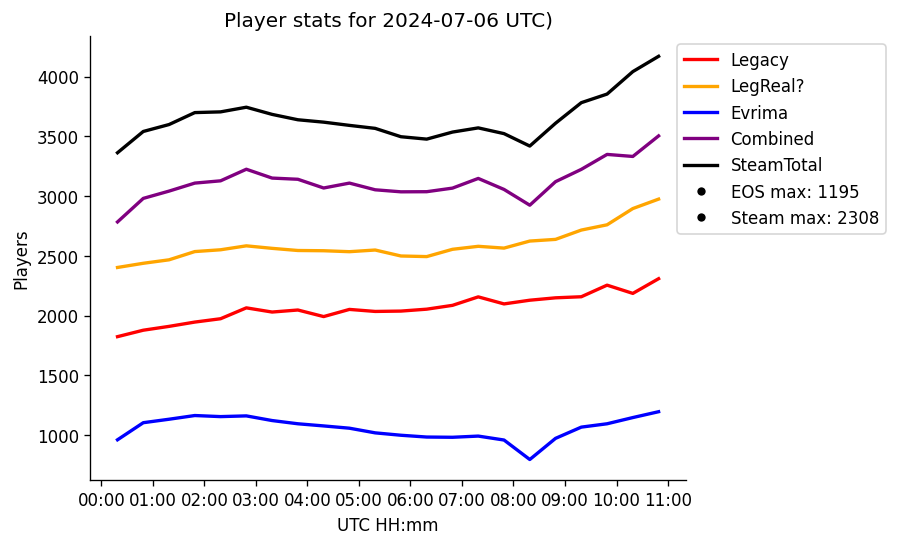 Player stats for 2024-07-06 UTC)
Legacy
LegReal?
Evrima
Combined
SteamTotal
EOS max: 1195
Steam max: 2308
Players
4000
3500
3000
2500
2000
1500
1000
00:00 01:00 02:00 03:00 04:00 05:00 06:00 07:00 08:00 09:00 10:00 11:00
UTC HH:mm